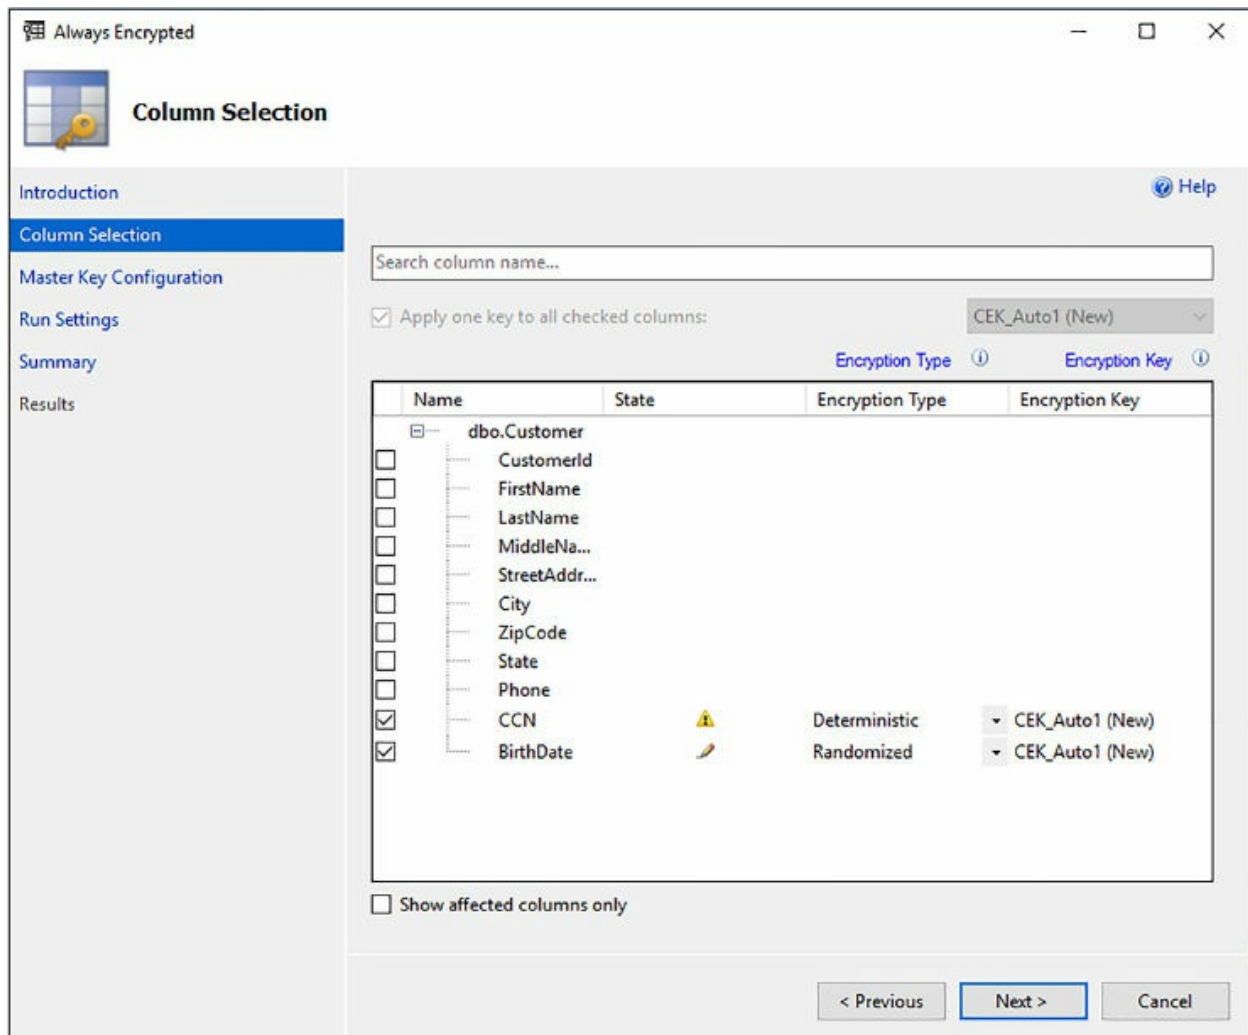 Always Encrypted
Column Selection
Introduction
Column Selection
Master Key Configuration
Run Settings
Summary
Results
Help
Search column name...
Apply one key to all checked columns: CEK_Auto1 (New)
Encryption Type Encryption Key
Name State Encryption Type Encryption Key
dbo.Customer
CustomerId
FirstName
LastName
MiddleNa...
StreetAddr...
City
ZipCode
State
Phone
CCN Deterministic CEK_Auto1 (New)
BirthDate Randomized CEK_Auto1 (New)
Show affected columns only
< Previous Next > Cancel